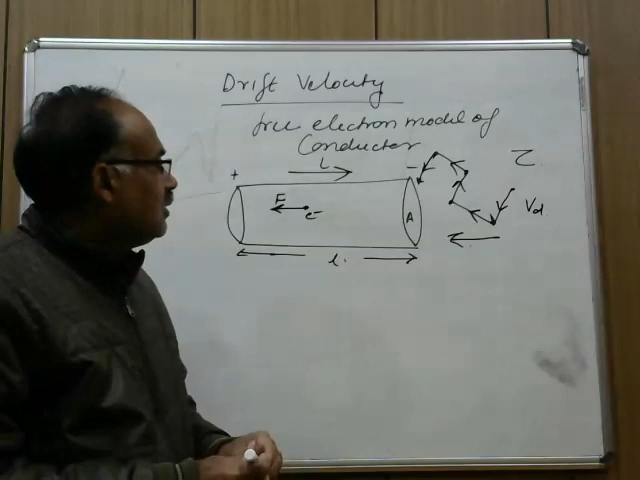 Drift Velocity
free electron model of
Conductor
+ i - τ
E e- A Vd
l